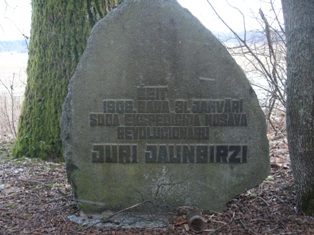 ŠEIT
1906. GADA 31. JANVĀRĪ
SODA EKSPEDĪCIJA NOŠĀVA
REVOLUCIONĀRU
JURI JAUNBIRZI